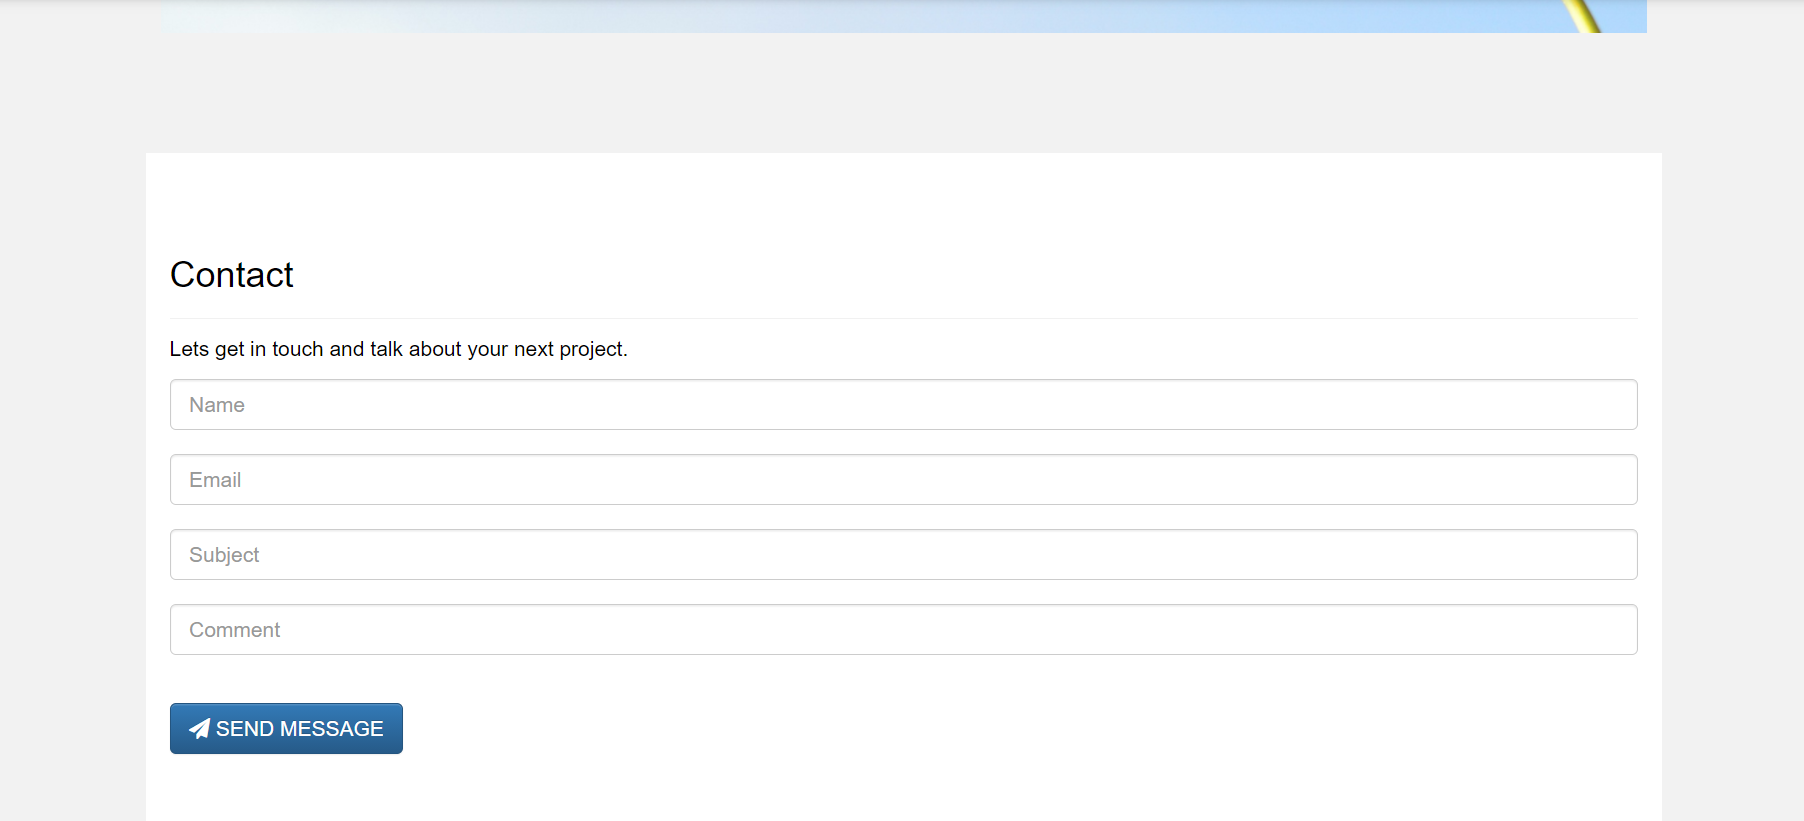 Contact
Lets get in touch and talk about your next project.
Name
Email
Subject
Comment
SEND MESSAGE